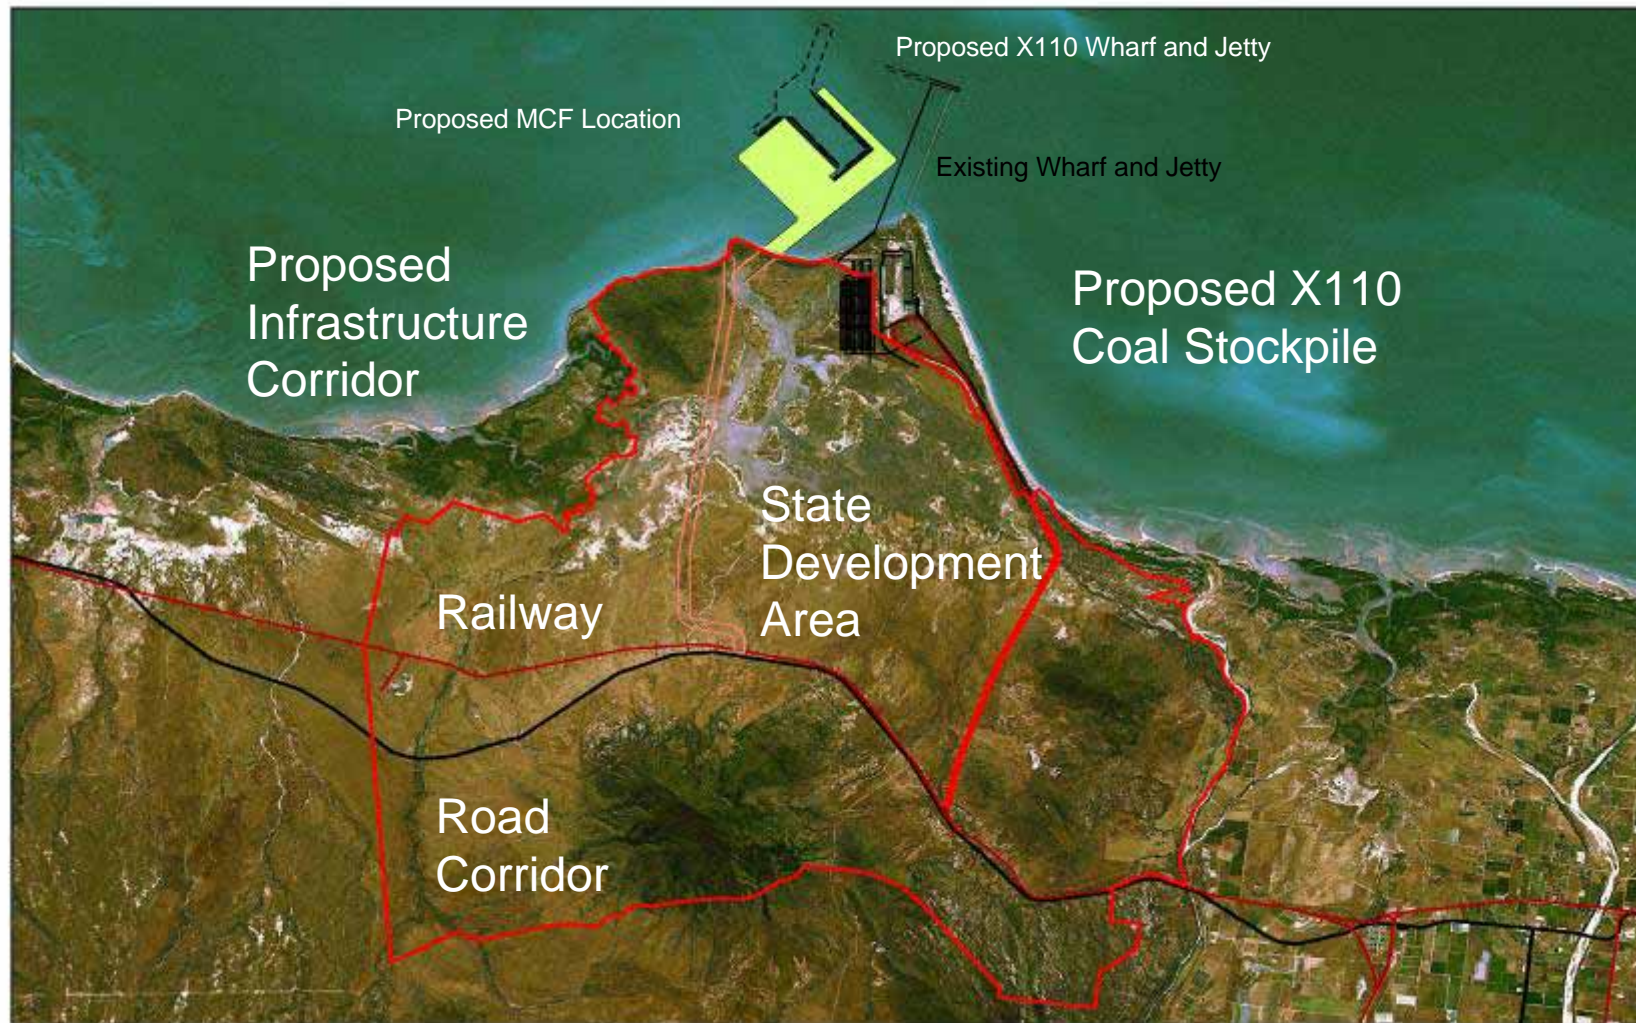 Proposed X110 Wharf and Jetty
Proposed MCF Location
Existing Wharf and Jetty
Proposed
Infrastructure
Corridor
Proposed X110
Coal Stockpile
State
Development
Area
Railway
Road
Corridor